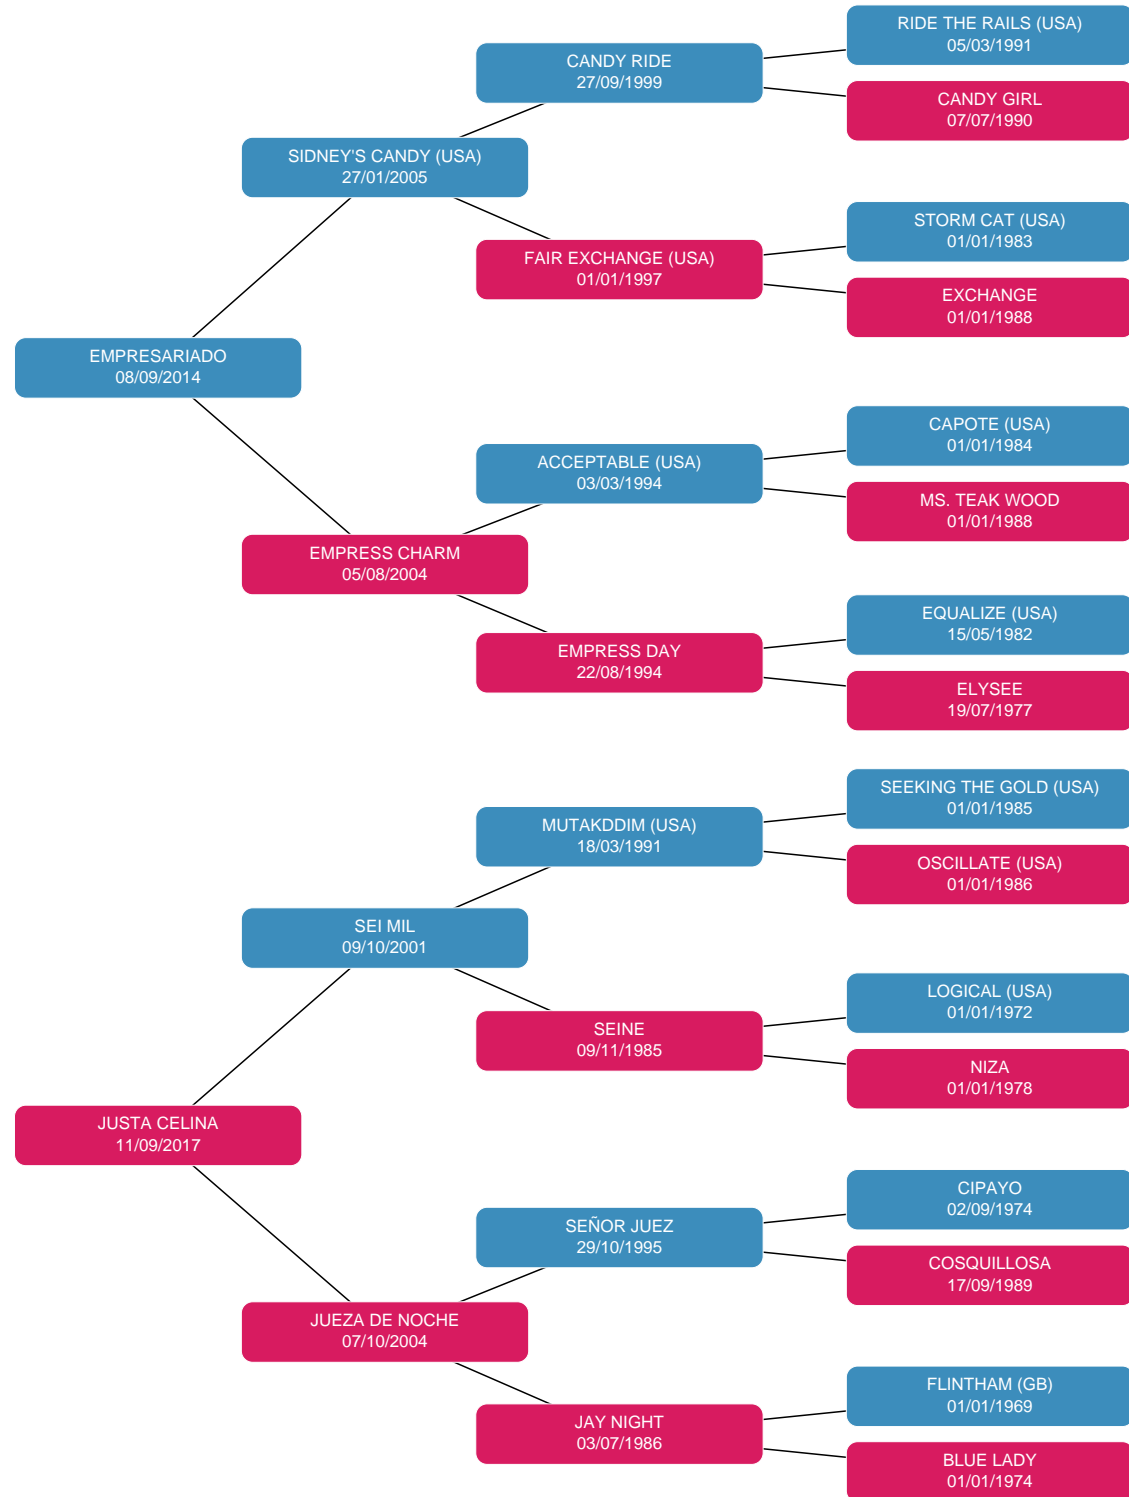 RIDE THE RAILS (USA)
05/03/1991
CANDY RIDE
27/09/1999
CANDY GIRL
07/07/1990
SIDNEY'S CANDY (USA)
27/01/2005
STORM CAT (USA)
01/01/1983
FAIR EXCHANGE (USA)
01/01/1997
EXCHANGE
01/01/1988
EMPRESARIADO
08/09/2014
CAPOTE (USA)
01/01/1984
ACCEPTABLE (USA)
03/03/1994
MS. TEAK WOOD
01/01/1988
EMPRESS CHARM
05/08/2004
EQUALIZE (USA)
15/05/1982
EMPRESS DAY
22/08/1994
ELYSEE
19/07/1977
SEEKING THE GOLD (USA)
01/01/1985
MUTAKDDIM (USA)
18/03/1991
OSCILLATE (USA)
01/01/1986
SEI MIL
09/10/2001
LOGICAL (USA)
01/01/1972
SEINE
09/11/1985
NIZA
01/01/1978
JUSTA CELINA
11/09/2017
CIPAYO
02/09/1974
SEÑOR JUEZ
29/10/1995
COSQUILLOSA
17/09/1989
JUEZA DE NOCHE
07/10/2004
FLINTHAM (GB)
01/01/1969
JAY NIGHT
03/07/1986
BLUE LADY
01/01/1974